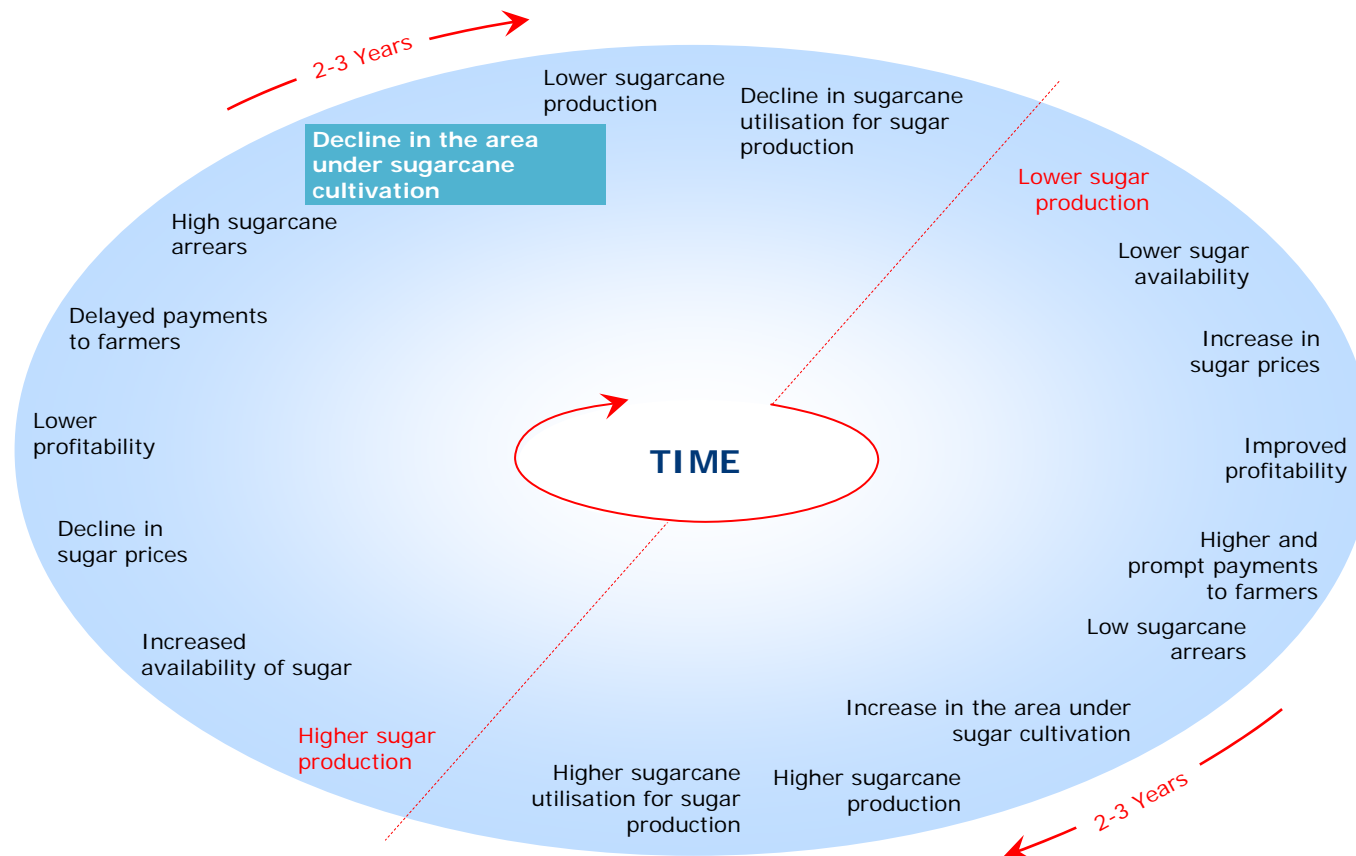 2-3 Years
Lower sugarcane
production
Decline in sugarcane
utilisation for sugar
production
Decline in the area
under sugarcane
cultivation
Lower sugar
production
High sugarcane
arrears
Lower sugar
availability
Delayed payments
to farmers
Increase in
sugar prices
Lower
profitability
TIME
Improved
profitability
Decline in
sugar prices
Higher and
prompt payments
to farmers
Low sugarcane
arrears
Increased
availability of sugar
Increase in the area under
sugar cultivation
Higher sugar
production
Higher sugarcane
utilisation for sugar
production
Higher sugarcane
production
2-3 Years